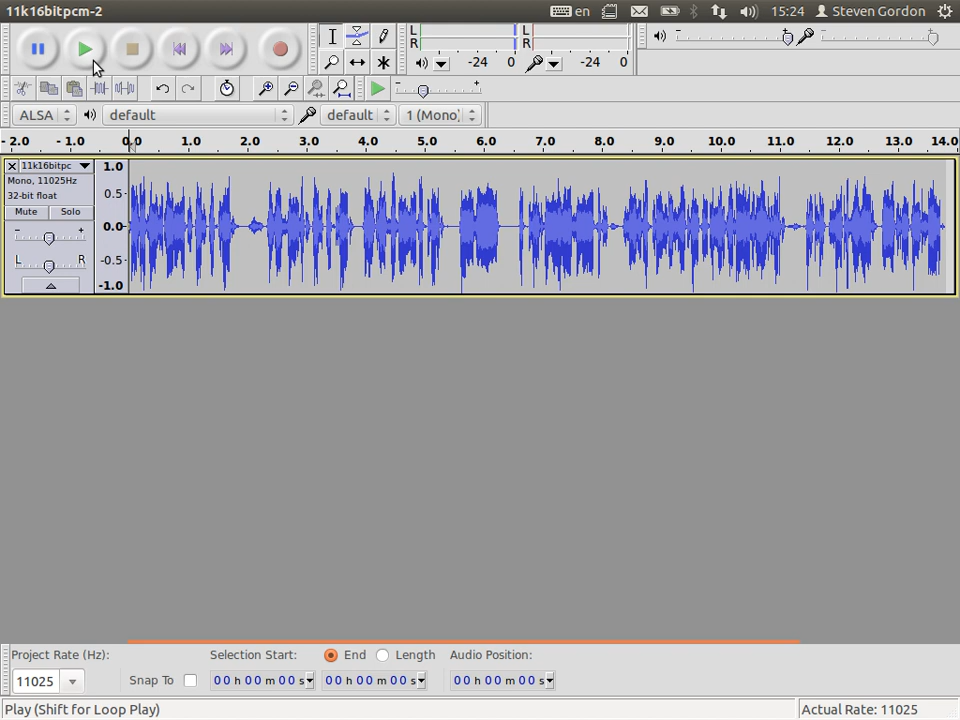 11k16bitpcm-2
en
15:24
Steven Gordon
L
R
-24
0
L
R
-24
0
- +
- +
ALSA
default
default
1 (Mono)
- 2.0 - 1.0 0.0 1.0 2.0 3.0 4.0 5.0 6.0 7.0 8.0 9.0 10.0 11.0 12.0 13.0 14.0
11k16bitpc
Mono, 11025Hz
32-bit float
Mute Solo
- +
L R
1.0
0.5-
0.0-
-0.5-
-1.0
Project Rate (Hz):
Selection Start:
End
Length
Audio Position:
11025
Snap To
00 h 00 m 00 s
00 h 00 m 00 s
00 h 00 m 00 s
Play (Shift for Loop Play)
Actual Rate: 11025